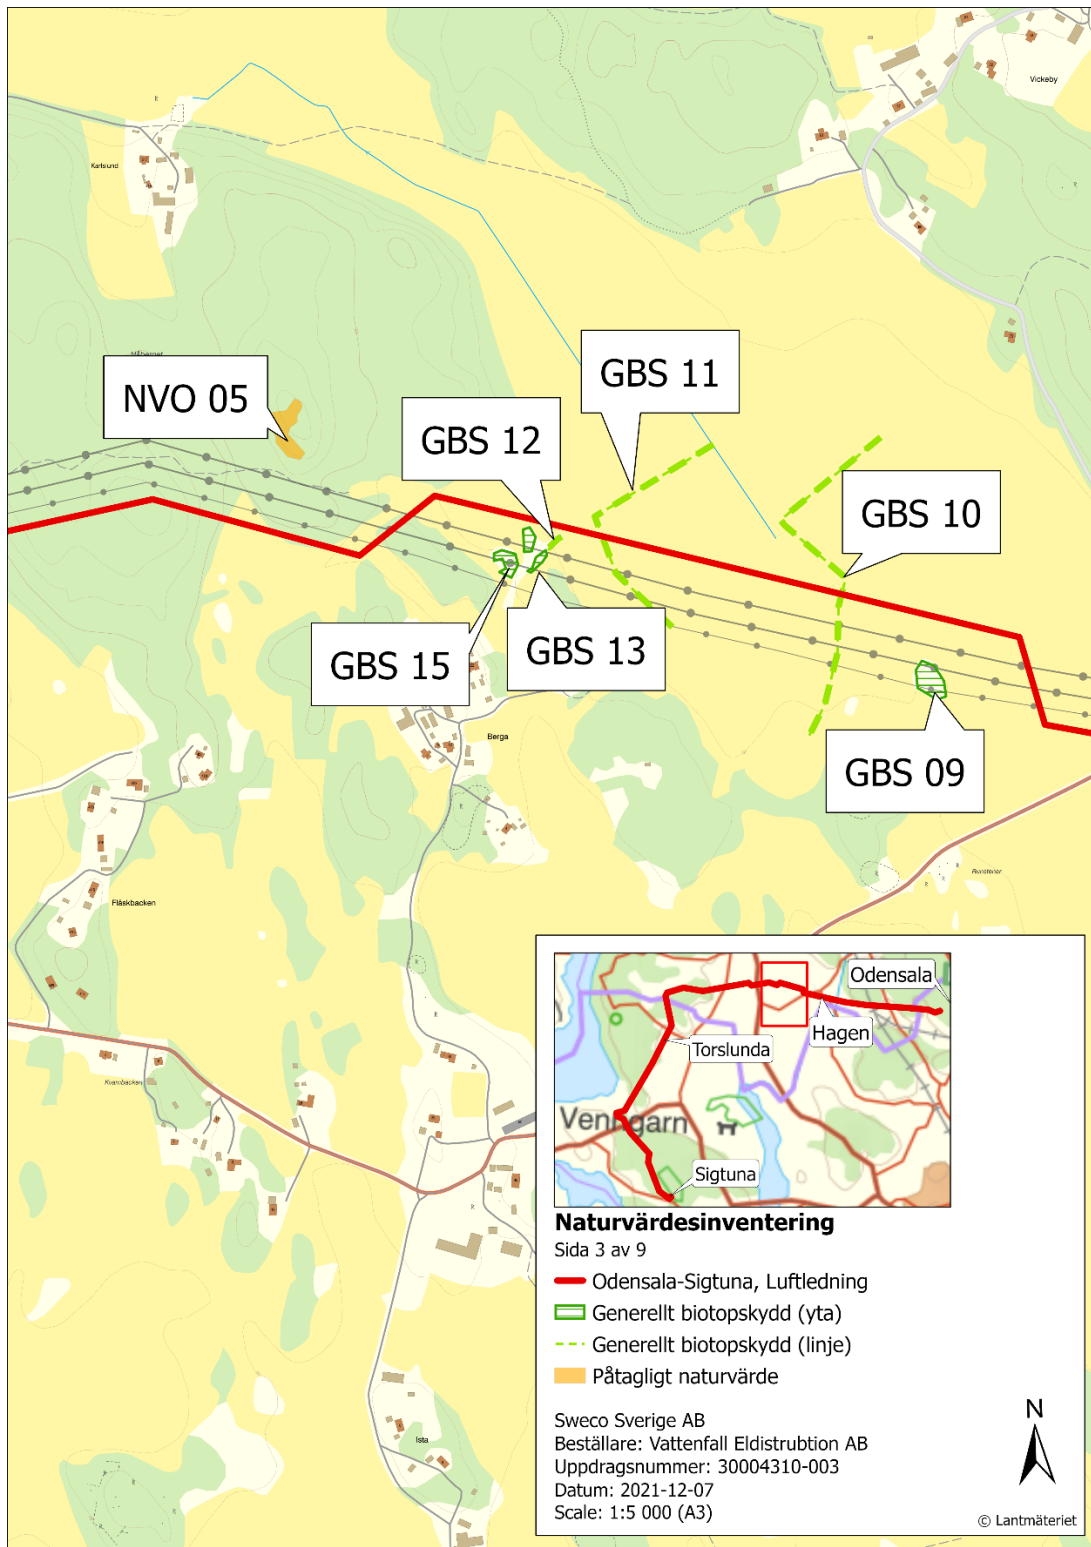 Vickeby
Karlslund
NVO 05
GBS 11
GBS 12
GBS 10
GBS 15
GBS 13
GBS 09
Berga
Fläskbacken
Runstenar
Odensala
Hagen
Torslunda
Venngarn
Sigtuna
Naturvärdesinventering
Sida 3 av 9
Odensala-Sigtuna, Luftledning
Generellt biotopskydd (yta)
Generellt biotopskydd (linje)
Påtagligt naturvärde
Sweco Sverige AB
Beställare: Vattenfall Eldistrubtion AB
Uppdragsnummer: 30004310-003
Datum: 2021-12-07
Scale: 1:5 000 (A3)
N
© Lantmäteriet
Ista